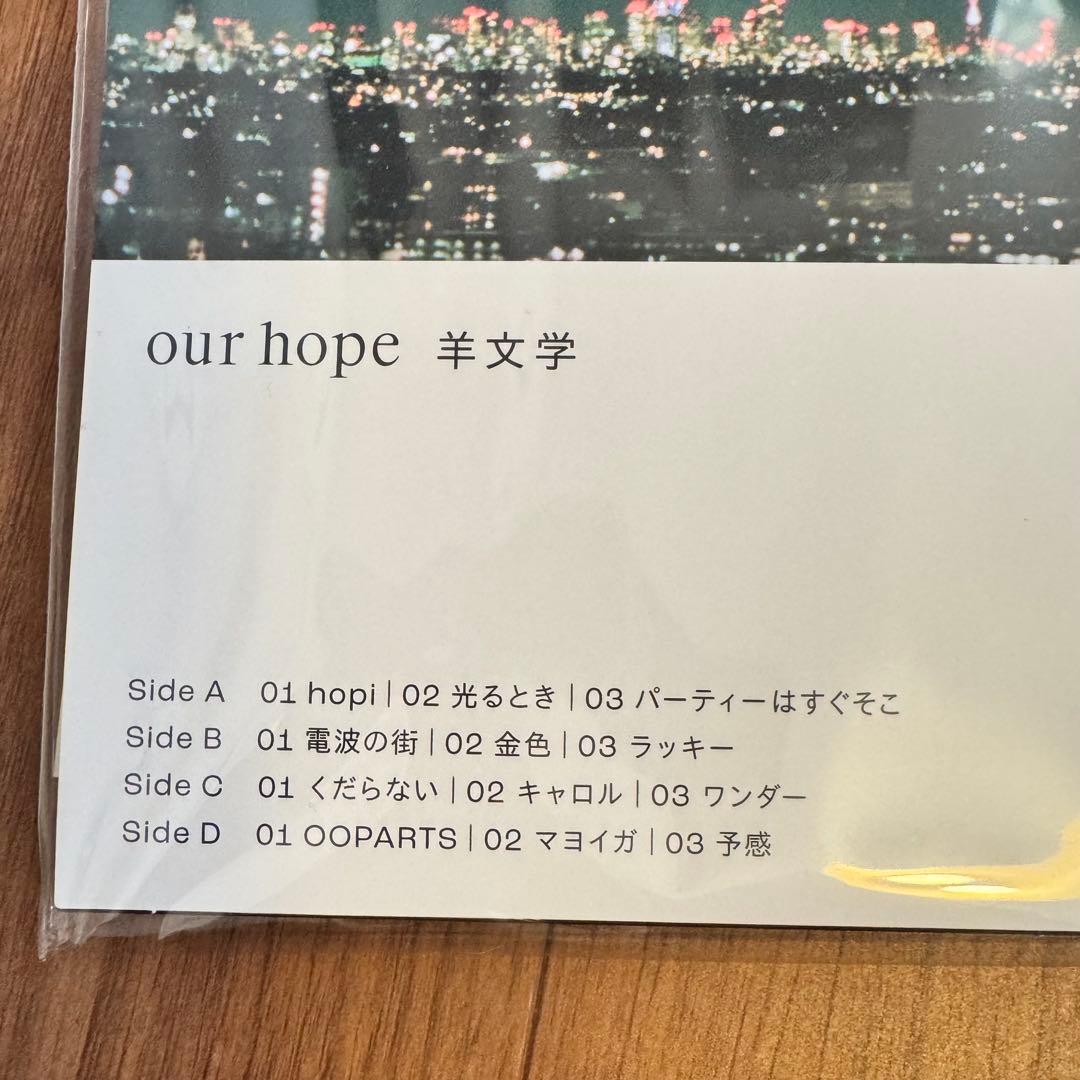 our hope 羊文学
Side A 01 hopi | 02 光るとき | 03 パーティーはすぐそこ
Side B 01 電波の街 | 02 金色 | 03 ラッキー
Side C 01 くだらない | 02 キャロル | 03 ワンダー
Side D 01 OOPARTS | 02 マヨイガ | 03 予感